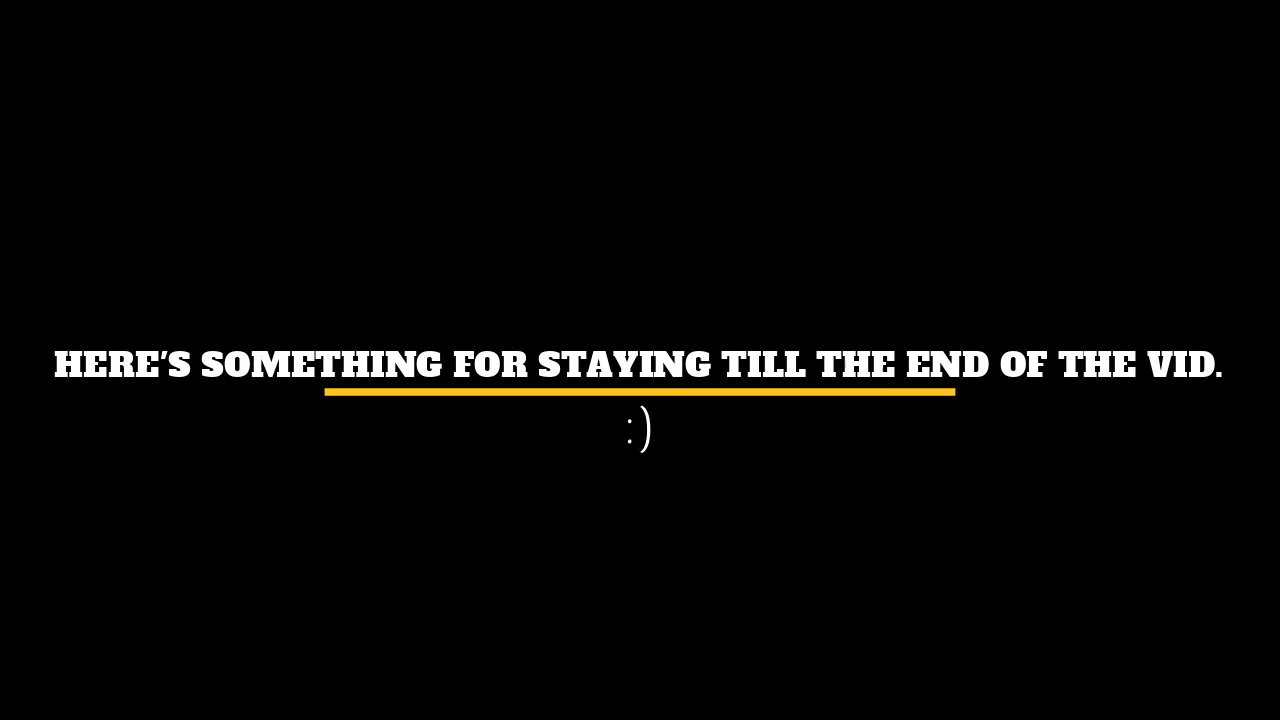 HERE'S SOMETHING FOR STAYING TILL THE END OF THE VID.
:)